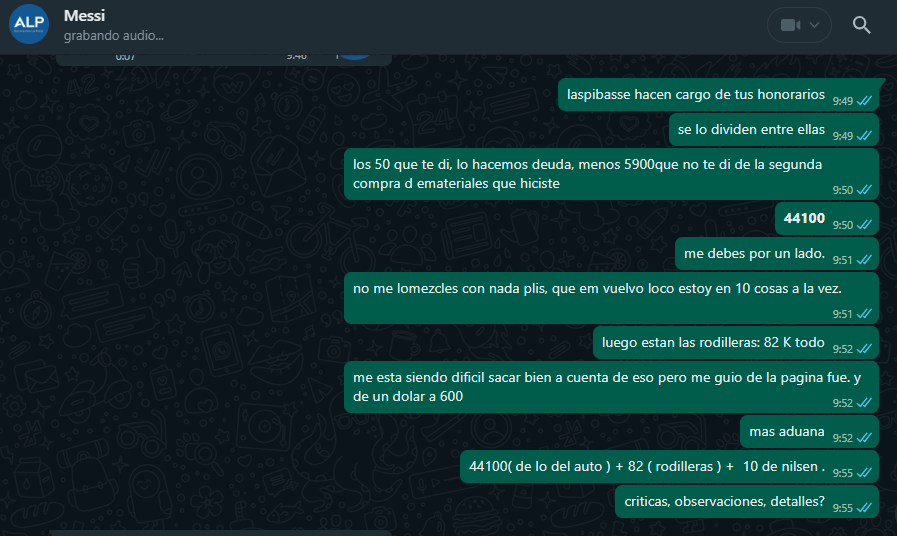 ALP
Messi
grabando audio...
0:07
9:46
laspibasse hacen cargo de tus honorarios 9:49
se lo dividen entre ellas 9:49
los 50 que te di, lo hacemos deuda, menos 5900que no te di de la segunda
compra d emateriales que hiciste 9:50
44100 9:50
me debes por un lado. 9:51
no me lomezcles con nada plis, que em vuelvo loco estoy en 10 cosas a la vez.
9:51
luego estan las rodilleras: 82 K todo 9:52
me esta siendo dificil sacar bien a cuenta de eso pero me guio de la pagina fue. y
de un dolar a 600 9:52
mas aduana 9:52
44100( de lo del auto ) + 82 ( rodilleras ) + 10 de nilsen . 9:55
criticas, observaciones, detalles? 9:55